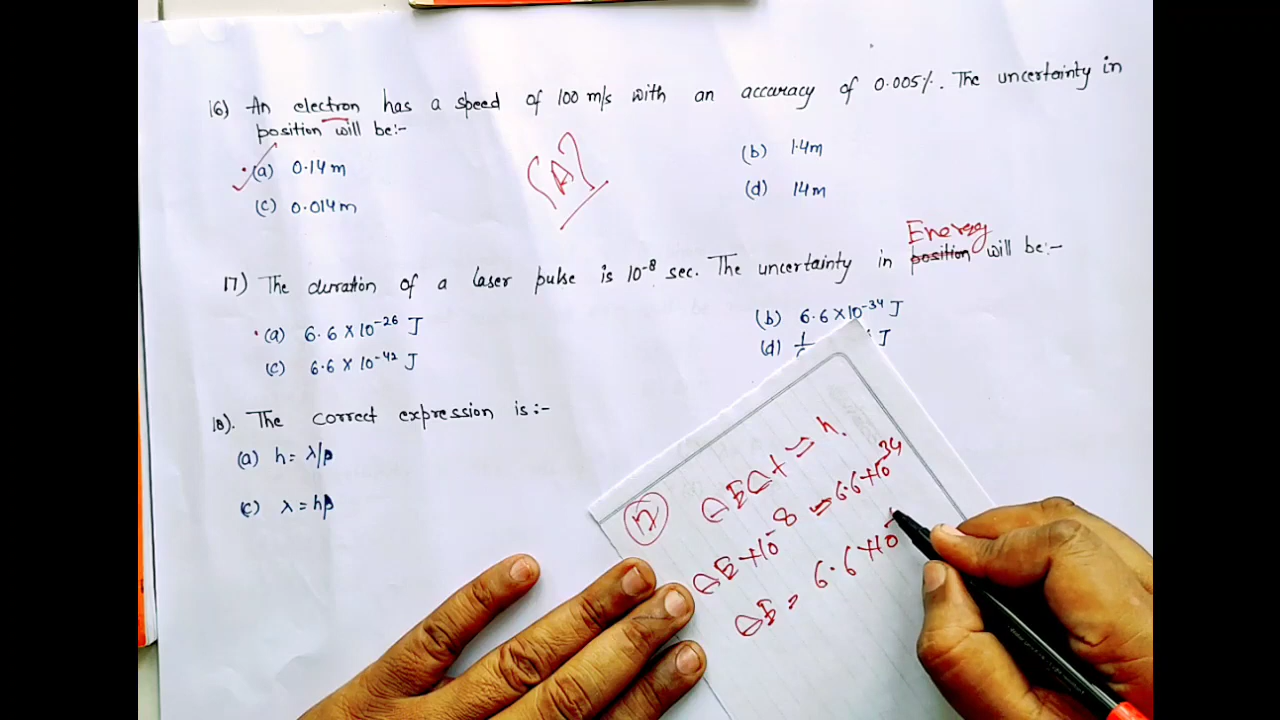 16) An electron has a speed of 100 m/s with an accuracy of 0.005%. The uncertainty in
position will be:-
(a) 0.14 m
(b) 1.4m
(c) 0.014 m
(d) 14m
[A]
Energy
17) The duration of a laser pulse is 10⁻⁸ sec. The uncertainty in position will be:-
(a) 6.6 X 10⁻²⁶ J
(b) 6.6 X 10⁻³⁴ J
(c) 6.6 X 10⁻⁴² J
(d) J
18). The correct expression is:-
(a) h = λ/p
(c) λ = hp
17
ΔEΔt = h.
ΔE × 10⁻⁸ = 6.6 × 10³⁴
ΔE = 6.6 × 10⁻